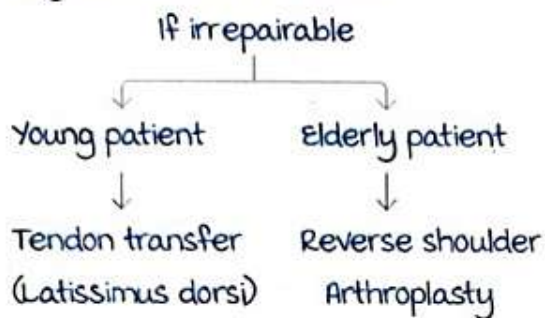 If irrepairable
Young patient Elderly patient
Tendon transfer Reverse shoulder
(Latissimus dorsi) Arthroplasty